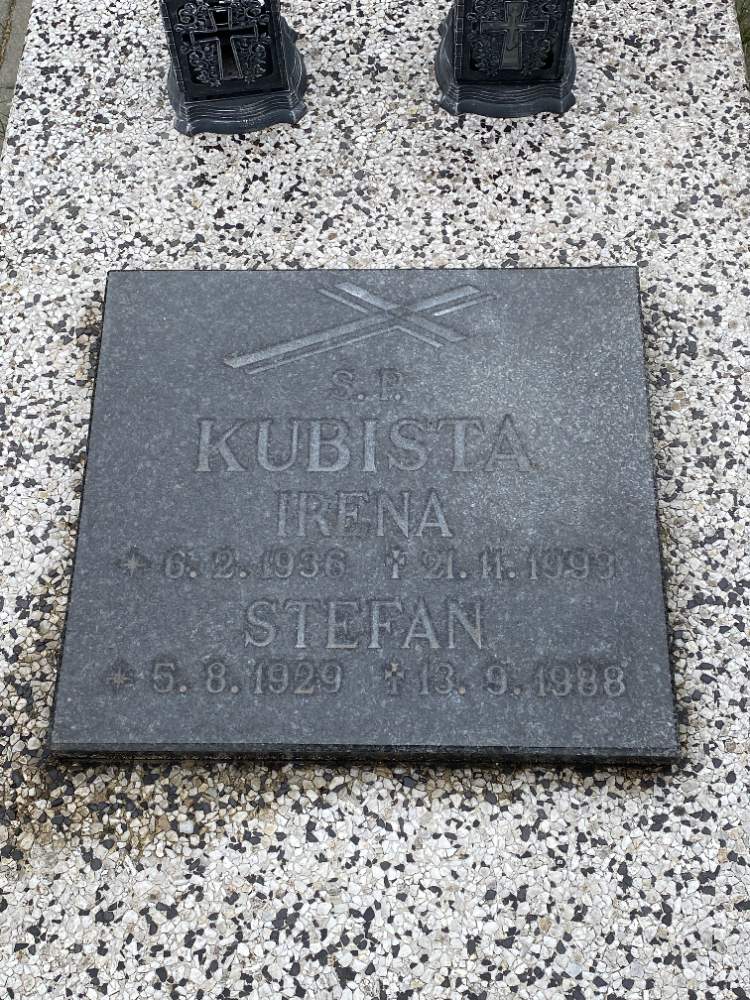 S. P.
KUBISTA
IRENA
* 6. 2. 1936 ✝ 21. 11. 1993
STEFAN
* 5. 8. 1929 ✝ 13. 9. 1988